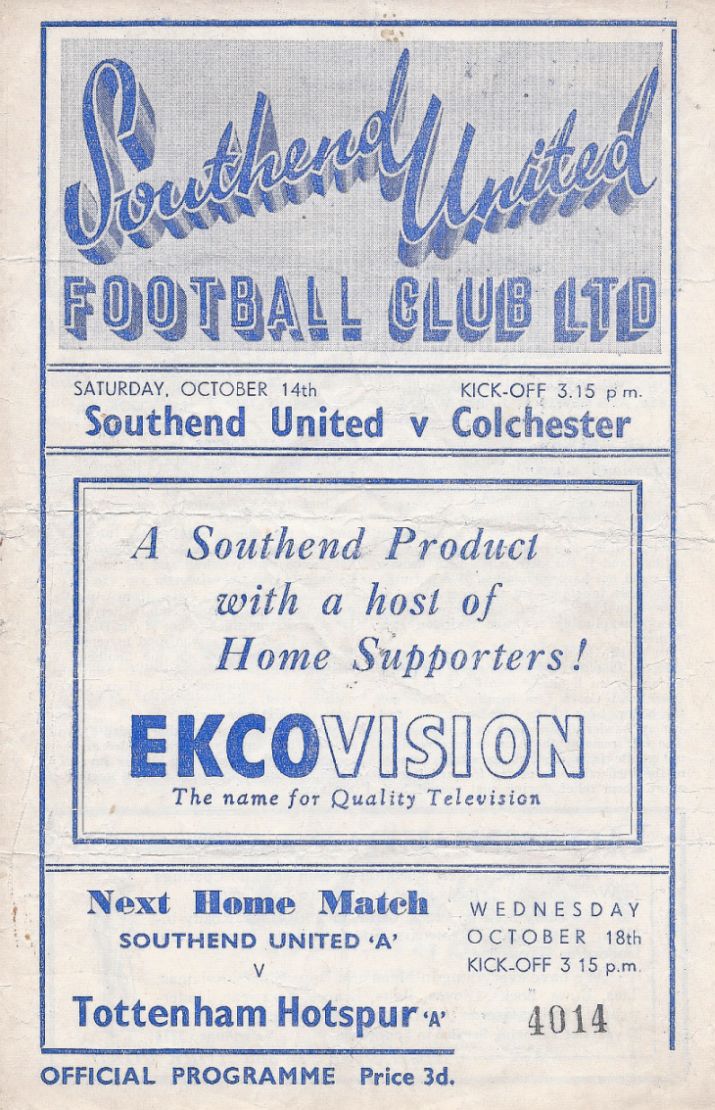 Southend United
FOOTBALL CLUB LTD
SATURDAY, OCTOBER 14th KICK-OFF 3.15 p m.
Southend United v Colchester
A Southend Product
with a host of
Home Supporters!
EKCOVISION
The name for Quality Television
Next Home Match
SOUTHEND UNITED 'A'
v
Tottenham Hotspur 'A'
WEDNESDAY
OCTOBER 18th
KICK-OFF 3 15 p.m.
4014
OFFICIAL PROGRAMME Price 3d.